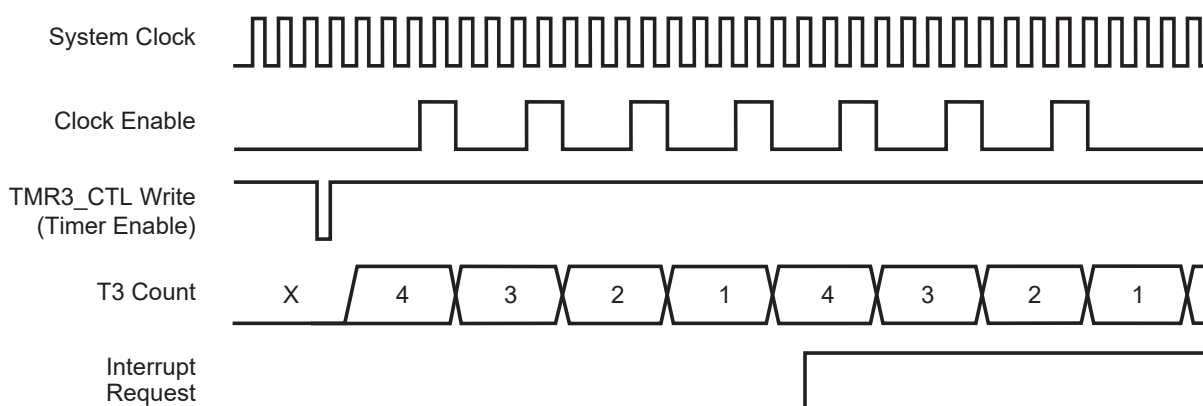 System Clock
Clock Enable
TMR3_CTL Write
(Timer Enable)
T3 Count
X 4 3 2 1 4 3 2 1
Interrupt
Request